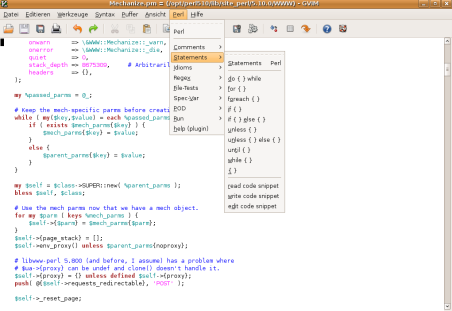 Mechanize.pm = (/opt/perl510/lib/site_perl/5.10.0/WWW) - GVIM
Datei Editieren Werkzeuge Syntax Puffer Ansicht Perl Hilfe
onwarn => \&WWW::Mechanize::_warn,
onerror => \&WWW::Mechanize::_die,
quiet => 0,
stack_depth => 8675309, # Arbitrari
headers => {},
);
my %passed_parms = @_;
# Keep the mech-specific parms before creati
while ( my($key,$value) = each %passed_parms
if ( exists $mech_parms{$key} ) {
$mech_parms{$key} = $value;
}
else {
$parent_parms{$key} = $value;
}
}
my $self = $class->SUPER::new( %parent_parms );
bless $self, $class;
# Use the mech parms now that we have a mech object.
for my $parm ( keys %mech_parms ) {
$self->{$parm} = $mech_parms{$parm};
}
$self->{page_stack} = [];
$self->env_proxy() unless $parent_parms{noproxy};
# libwww-perl 5.800 (and before, I assume) has a problem where
# $ua->{proxy} can be undef and clone() doesn't handle it.
$self->{proxy} = {} unless defined $self->{proxy};
push( @{$self->requests_redirectable}, 'POST' );
$self->_reset_page;
Perl
Comments
Statements
Idioms
Regex
File-Tests
Spec-Var
POD
Run
help (plugin)
Statements Perl
do { } while
for { }
foreach { }
if { }
if { } else { }
unless { }
unless { } else { }
until { }
while { }
{ }
read code snippet
write code snippet
edit code snippet